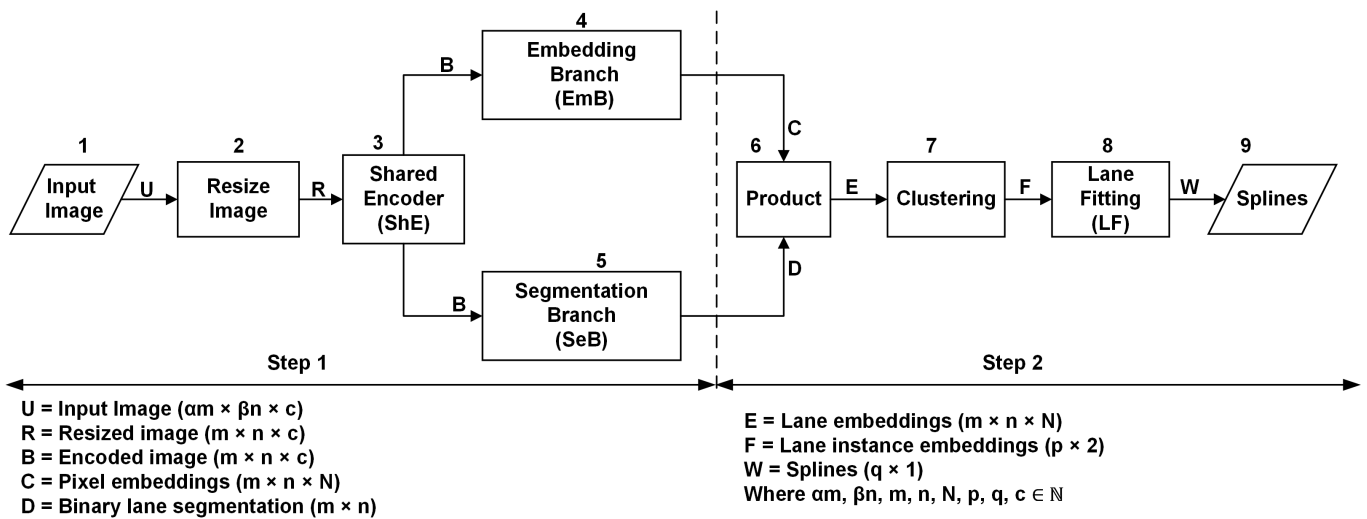 4
Embedding
Branch
(EmB)
B
C
1
Input
Image
U
2
Resize
Image
R
3
Shared
Encoder
(ShE)
6
Product
E
7
Clustering
F
8
Lane
Fitting
(LF)
W
9
Splines
B
5
Segmentation
Branch
(SeB)
D
Step 1
Step 2
U = Input Image (αm × βn × c)
R = Resized image (m × n × c)
B = Encoded image (m × n × c)
C = Pixel embeddings (m × n × N)
D = Binary lane segmentation (m × n)
E = Lane embeddings (m × n × N)
F = Lane instance embeddings (p × 2)
W = Splines (q × 1)
Where αm, βn, m, n, N, p, q, c ∈ ℕ